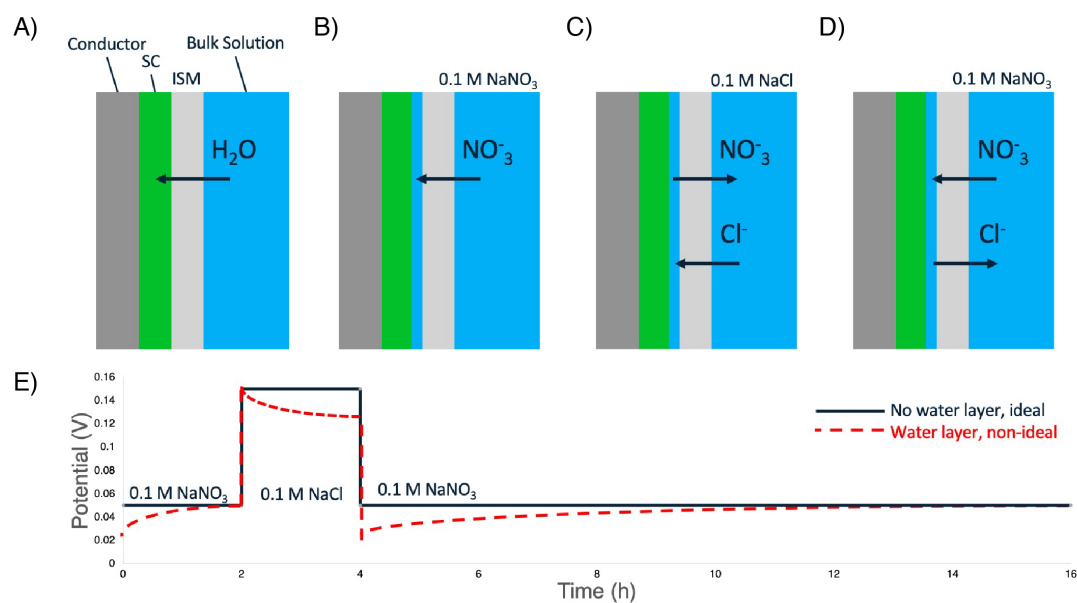 A)
B)
C)
D)
Conductor
SC
ISM
Bulk Solution
H₂O
0.1 M NaNO₃
NO⁻₃
0.1 M NaCl
NO⁻₃
Cl⁻
0.1 M NaNO₃
NO⁻₃
Cl⁻
E)
Potential (V)
0.16
0.14
0.12
0.1
0.08
0.06
0.04
0.02
0
0.1 M NaNO₃
0.1 M NaCl
0.1 M NaNO₃
No water layer, ideal
Water layer, non-ideal
0 2 4 6 8 10 12 14 16
Time (h)